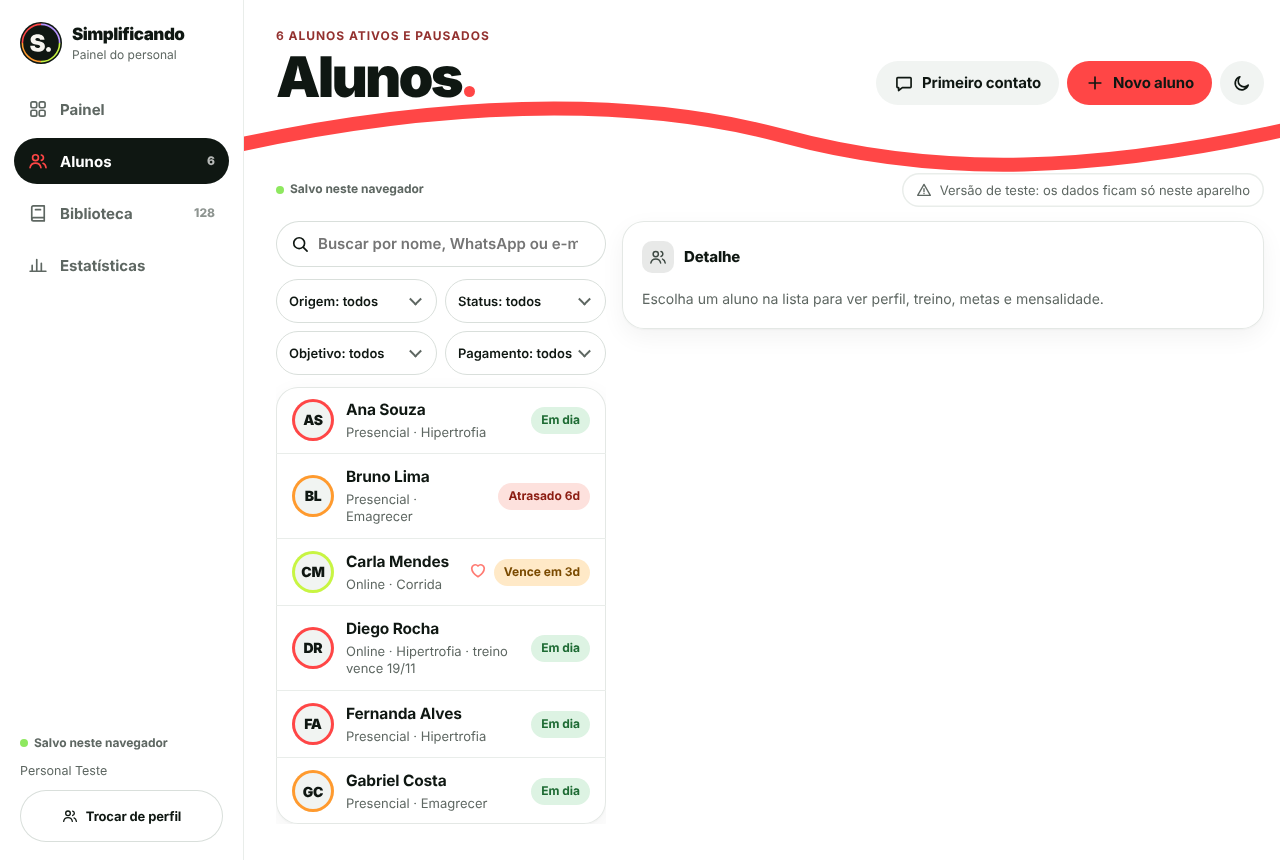 S.
Simplificando
Painel do personal
Painel
Alunos 6
Biblioteca 128
Estatísticas
Salvo neste navegador
Personal Teste
Trocar de perfil
6 ALUNOS ATIVOS E PAUSADOS
Alunos.
Primeiro contato
Novo aluno
Salvo neste navegador
Versão de teste: os dados ficam só neste aparelho
Buscar por nome, WhatsApp ou e-m
Origem: todos
Status: todos
Objetivo: todos
Pagamento: todos
AS
Ana Souza
Presencial · Hipertrofia
Em dia
BL
Bruno Lima
Presencial ·
Emagrecer
Atrasado 6d
CM
Carla Mendes
Online · Corrida
Vence em 3d
DR
Diego Rocha
Online · Hipertrofia · treino
vence 19/11
Em dia
FA
Fernanda Alves
Presencial · Hipertrofia
Em dia
GC
Gabriel Costa
Presencial · Emagrecer
Em dia
Detalhe
Escolha um aluno na lista para ver perfil, treino, metas e mensalidade.